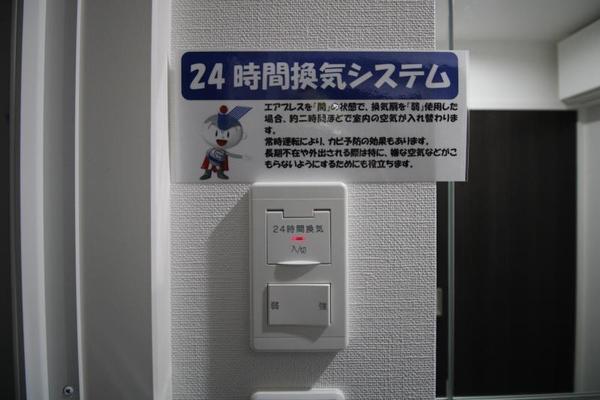 24時間換気システム
エアブレスを「開」の状態で、換気扇を「弱」使用した
場合、約二時間ほどで室内の空気が入れ替わりま
す。
常時運転により、カビ予防の効果もあります。
長期不在や外出される際は特に、嫌な空気などがこ
もらないようにするためにも役立ちます。
24時間換気
入/切
弱 強